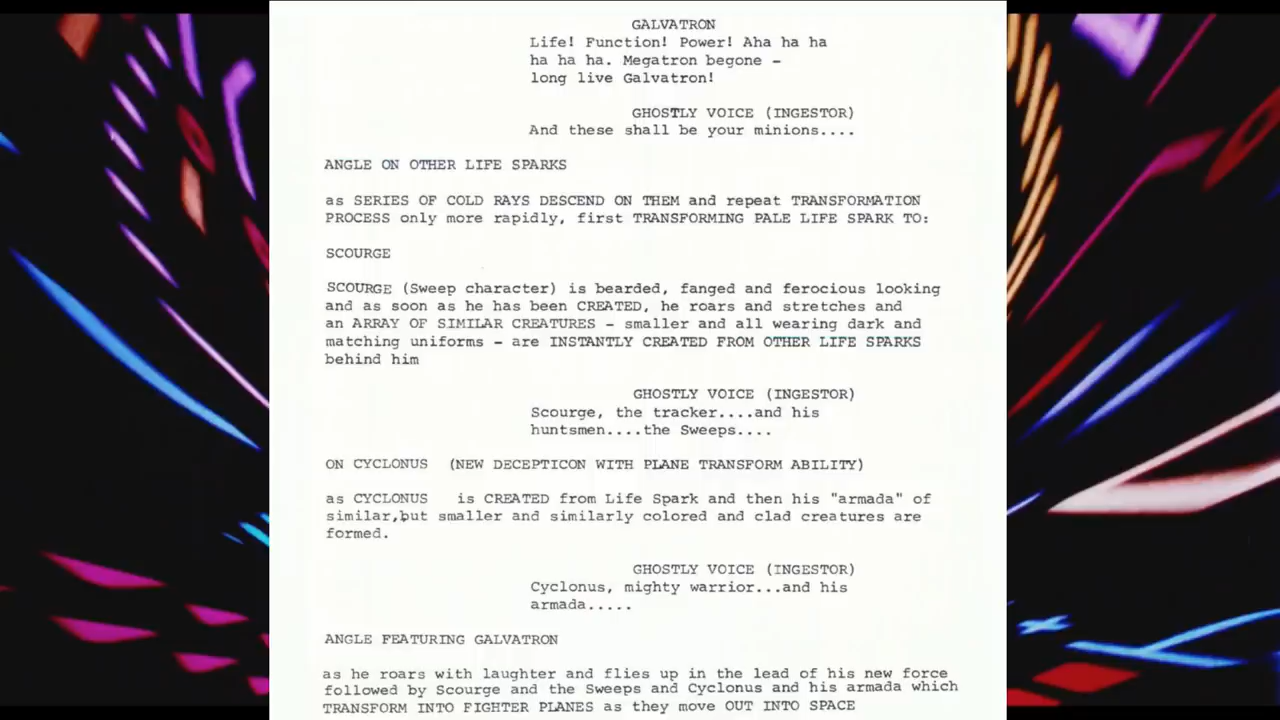 GALVATRON
Life! Function! Power! Aha ha ha
ha ha ha. Megatron begone -
long live Galvatron!
GHOSTLY VOICE (INGESTOR)
And these shall be your minions....
ANGLE ON OTHER LIFE SPARKS
as SERIES OF COLD RAYS DESCEND ON THEM and repeat TRANSFORMATION
PROCESS only more rapidly, first TRANSFORMING PALE LIFE SPARK TO:
SCOURGE
SCOURGE (Sweep character) is bearded, fanged and ferocious looking
and as soon as he has been CREATED, he roars and stretches and
an ARRAY OF SIMILAR CREATURES - smaller and all wearing dark and
matching uniforms - are INSTANTLY CREATED FROM OTHER LIFE SPARKS
behind him
GHOSTLY VOICE (INGESTOR)
Scourge, the tracker....and his
huntsmen....the Sweeps....
ON CYCLONUS (NEW DECEPTICON WITH PLANE TRANSFORM ABILITY)
as CYCLONUS is CREATED from Life Spark and then his "armada" of
similar,but smaller and similarly colored and clad creatures are
formed.
GHOSTLY VOICE (INGESTOR)
Cyclonus, mighty warrior...and his
armada.....
ANGLE FEATURING GALVATRON
as he roars with laughter and flies up in the lead of his new force
followed by Scourge and the Sweeps and Cyclonus and his armada which
TRANSFORM INTO FIGHTER PLANES as they move OUT INTO SPACE